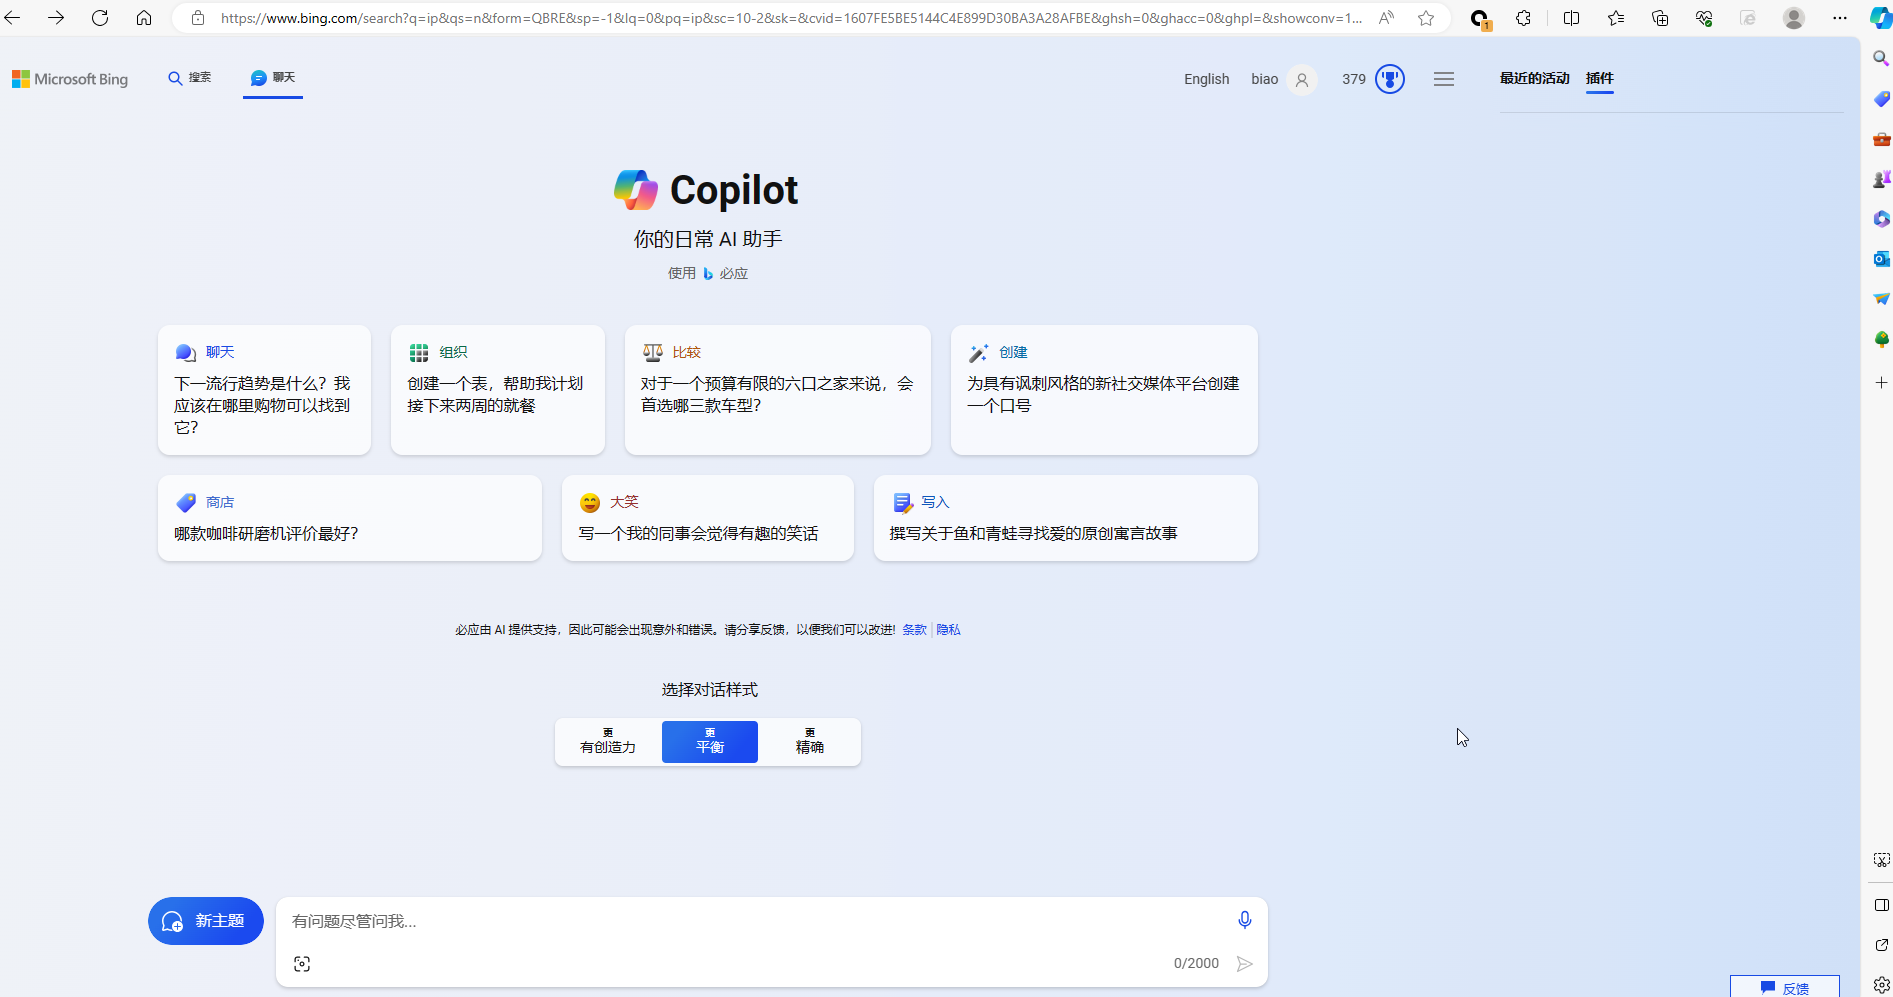 https://www.bing.com/search?q=ip&qs=n&form=QBRE&sp=-1&lq=0&pq=ip&sc=10-2&sk=&cvid=1607FE5BE5144C4E899D30BA3A28AFBE&ghsh=0&ghacc=0&ghpl=&showconv=1...
1
Microsoft Bing
搜索
聊天
English
biao
379
最近的活动
插件
Copilot
你的日常 AI 助手
使用 必应
聊天
下一流行趋势是什么？我
应该在哪里购物可以找到
它？
组织
创建一个表，帮助我计划
接下来两周的就餐
比较
对于一个预算有限的六口之家来说，会
首选哪三款车型？
创建
为具有讽刺风格的新社交媒体平台创建
一个口号
商店
哪款咖啡研磨机评价最好？
大笑
写一个我的同事会觉得有趣的笑话
写入
撰写关于鱼和青蛙寻找爱的原创寓言故事
必应由 AI 提供支持，因此可能会出现意外和错误。请分享反馈，以便我们可以改进! 条款 | 隐私
选择对话样式
更
有创造力
更
平衡
更
精确
新主题
有问题尽管问我...
0/2000
反馈